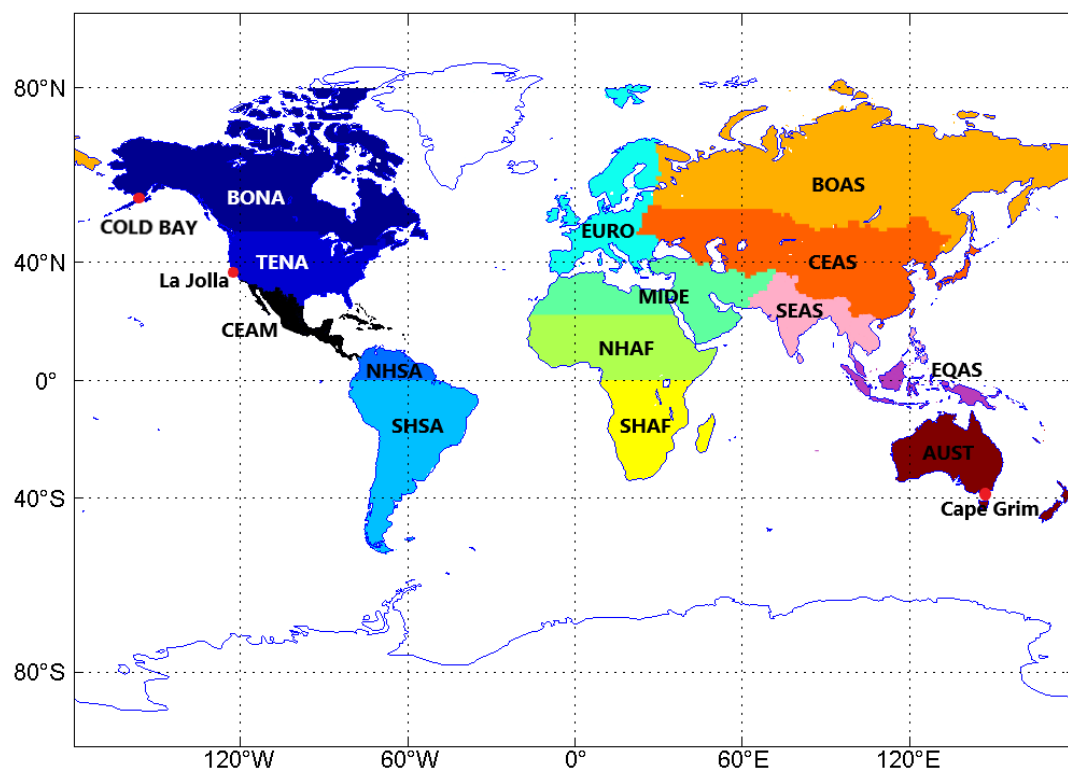 80°N
BOAS
BONA
COLD BAY
EURO
40°N
TENA
CEAS
La Jolla
MIDE
SEAS
CEAM
NHAF
0°
NHSA
EQAS
SHSA
SHAF
AUST
40°S
Cape Grim
80°S
120°W
60°W
0°
60°E
120°E